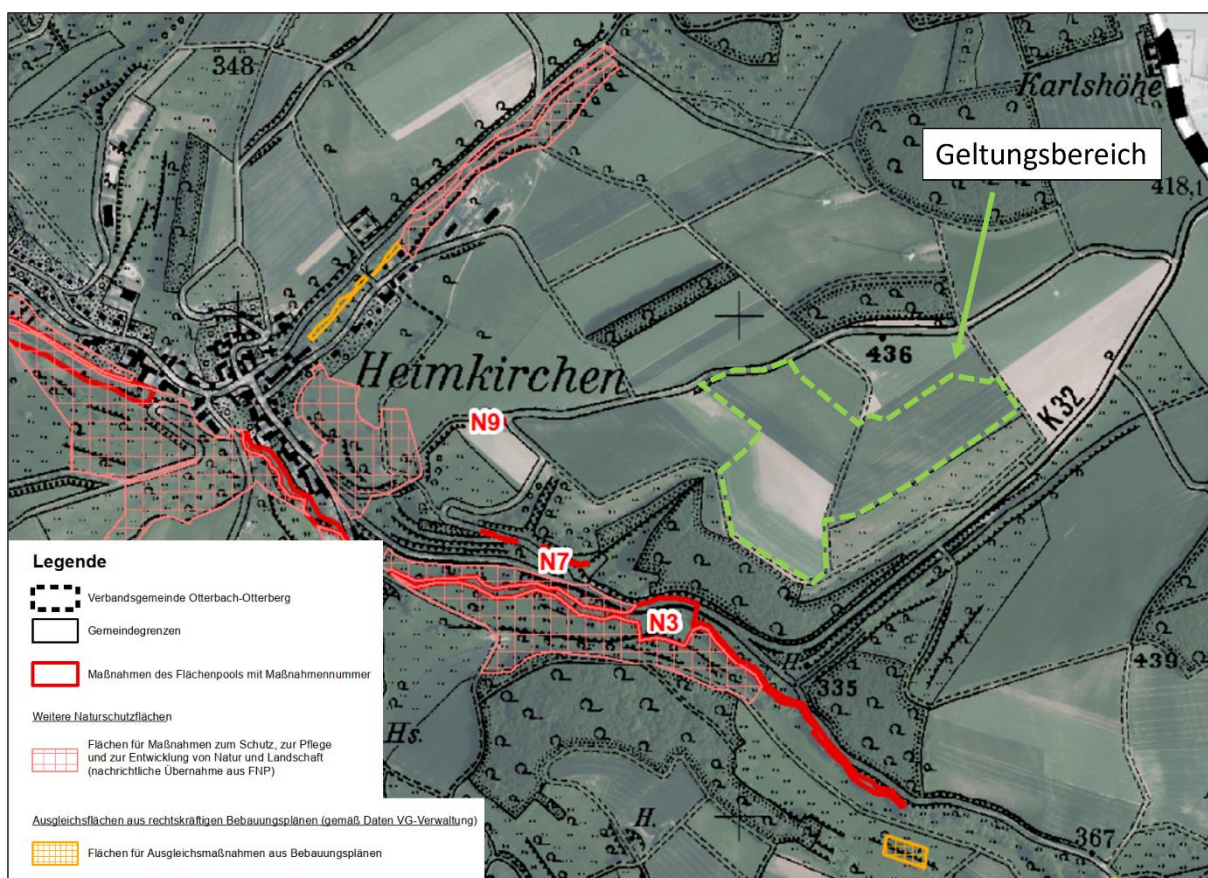 348
Karlshöhe
Geltungsbereich
418,1
436
Heimkirchen
K 32
N9
N7
N3
H.
439
335
Hs.
H.
367
Legende
Verbandsgemeinde Otterbach-Otterberg
Gemeindegrenzen
Maßnahmen des Flächenpools mit Maßnahmennummer
Weitere Naturschutzflächen
Flächen für Maßnahmen zum Schutz, zur Pflege
und zur Entwicklung von Natur und Landschaft
(nachrichtliche Übernahme aus FNP)
Ausgleichsflächen aus rechtskräftigen Bebauungsplänen (gemäß Daten VG-Verwaltung)
Flächen für Ausgleichsmaßnahmen aus Bebauungsplänen